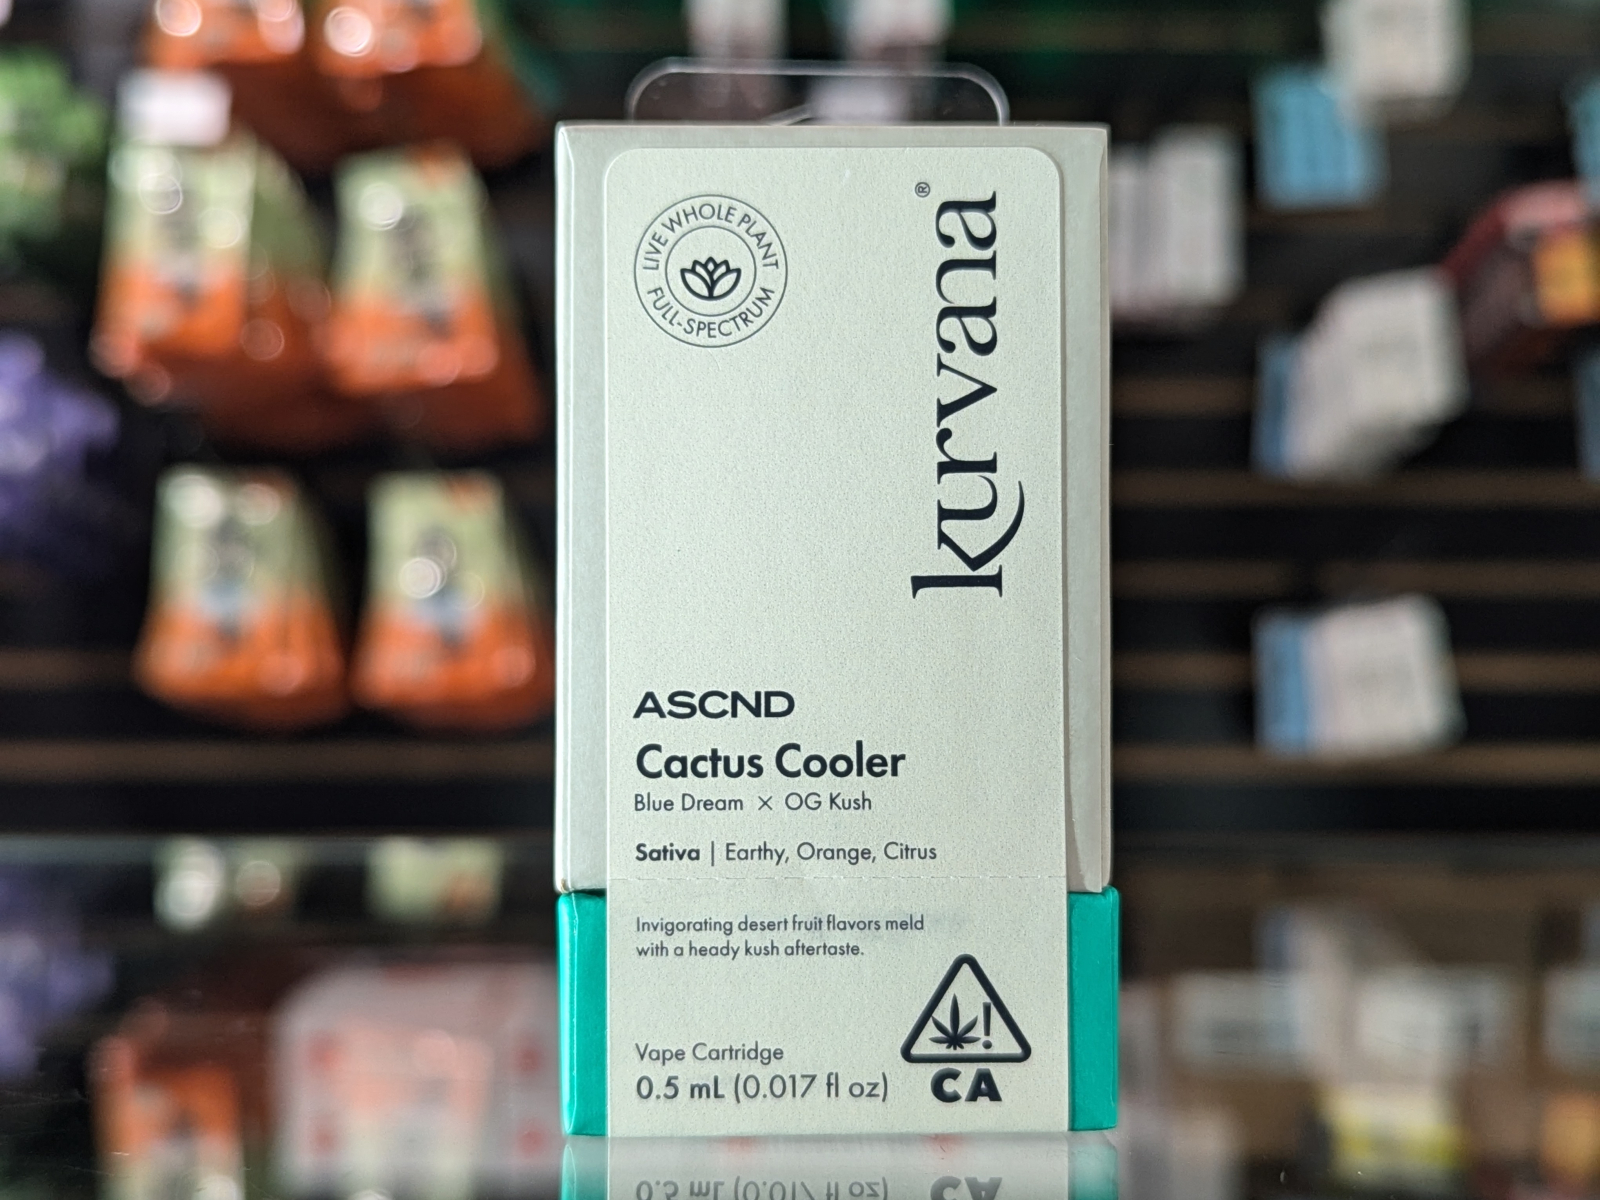 LIVE WHOLE PLANT
FULL-SPECTRUM
kurvana®
ASCND
Cactus Cooler
Blue Dream × OG Kush
Sativa | Earthy, Orange, Citrus
Invigorating desert fruit flavors meld
with a heady kush aftertaste.
Vape Cartridge
0.5 mL (0.017 fl oz)
!
CA